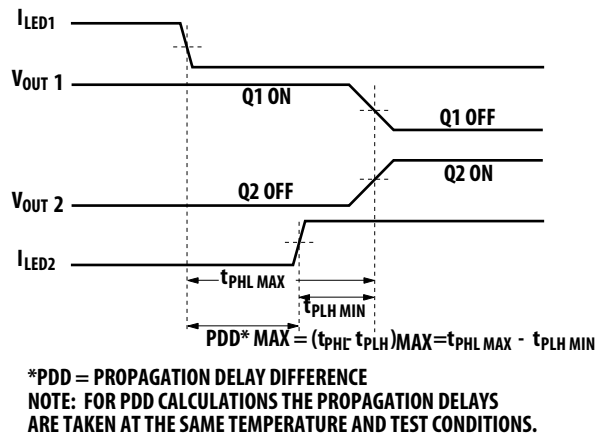 ILED1
VOUT 1
Q1 ON
Q1 OFF
Q2 OFF
Q2 ON
VOUT 2
ILED2
tPHL MAX
tPLH MIN
PDD* MAX = (tPHL- tPLH)MAX=tPHL MAX - tPLH MIN
*PDD = PROPAGATION DELAY DIFFERENCE
NOTE: FOR PDD CALCULATIONS THE PROPAGATION DELAYS
ARE TAKEN AT THE SAME TEMPERATURE AND TEST CONDITIONS.